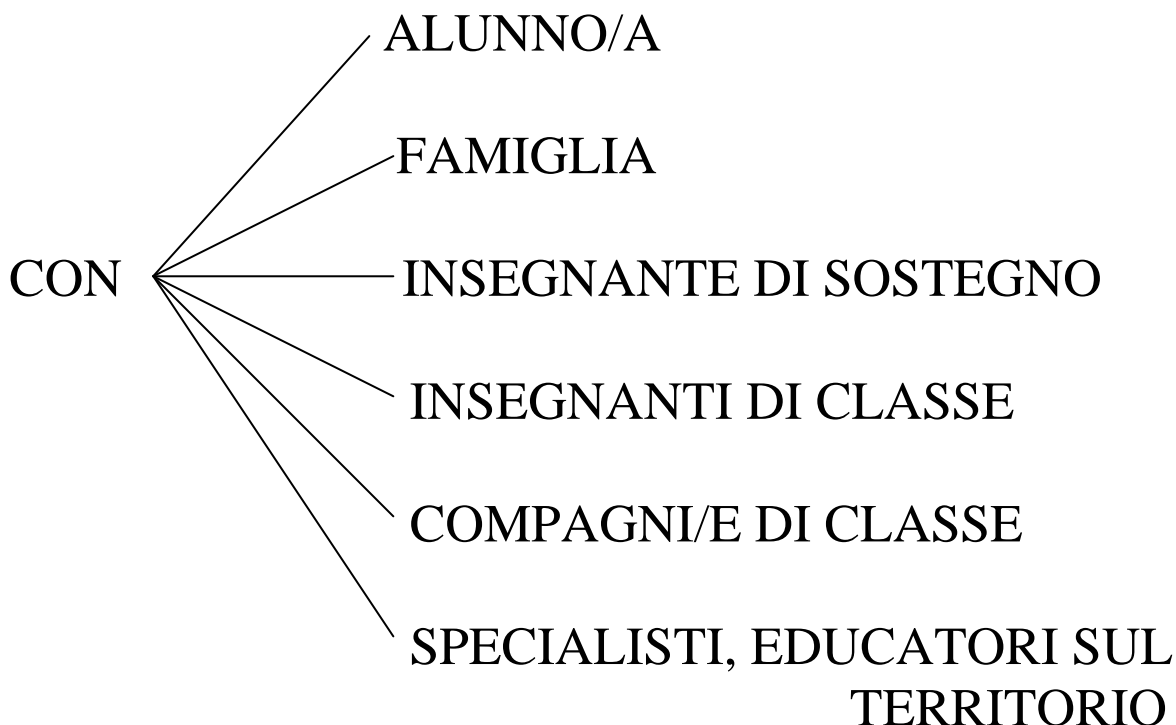 ALUNNO/A
FAMIGLIA
CON
INSEGNANTE DI SOSTEGNO
INSEGNANTI DI CLASSE
COMPAGNI/E DI CLASSE
SPECIALISTI, EDUCATORI SUL
TERRITORIO